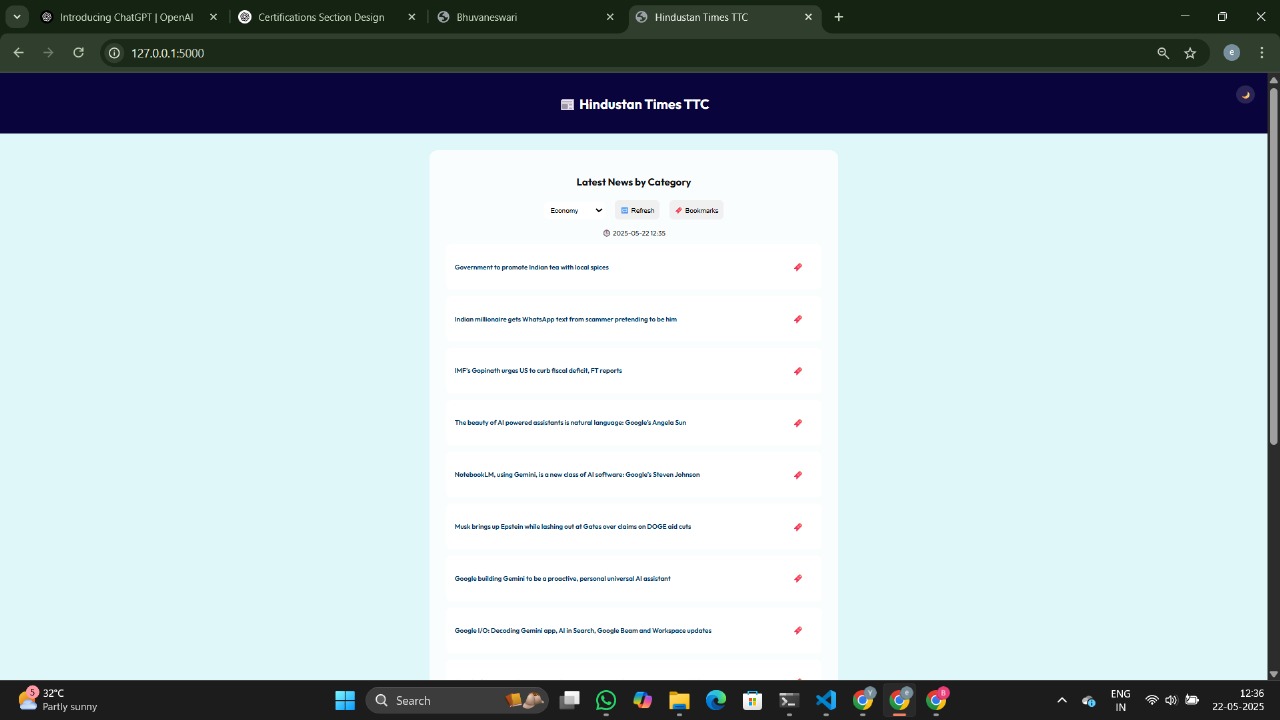 Introducing ChatGPT | OpenAI
Certifications Section Design
Bhuvaneswari
Hindustan Times TTC
127.0.0.1:5000
e
Hindustan Times TTC
Latest News by Category
Economy
Refresh
Bookmarks
2025-05-22 12:35
Government to promote Indian tea with local spices
Indian millionaire gets WhatsApp text from scammer pretending to be him
IMF's Gopinath urges US to curb fiscal deficit, FT reports
The beauty of AI powered assistants is natural language: Google's Angela Sun
NotebookLM, using Gemini, is a new class of AI software: Google's Steven Johnson
Musk brings up Epstein while lashing out at Gates over claims on DOGE aid cuts
Google building Gemini to be a proactive, personal universal AI assistant
Google I/O: Decoding Gemini app, AI in Search, Google Beam and Workspace updates
5
32°C
Partly sunny
Search
Y
e
B
ENG
IN
12:36
22-05-2025